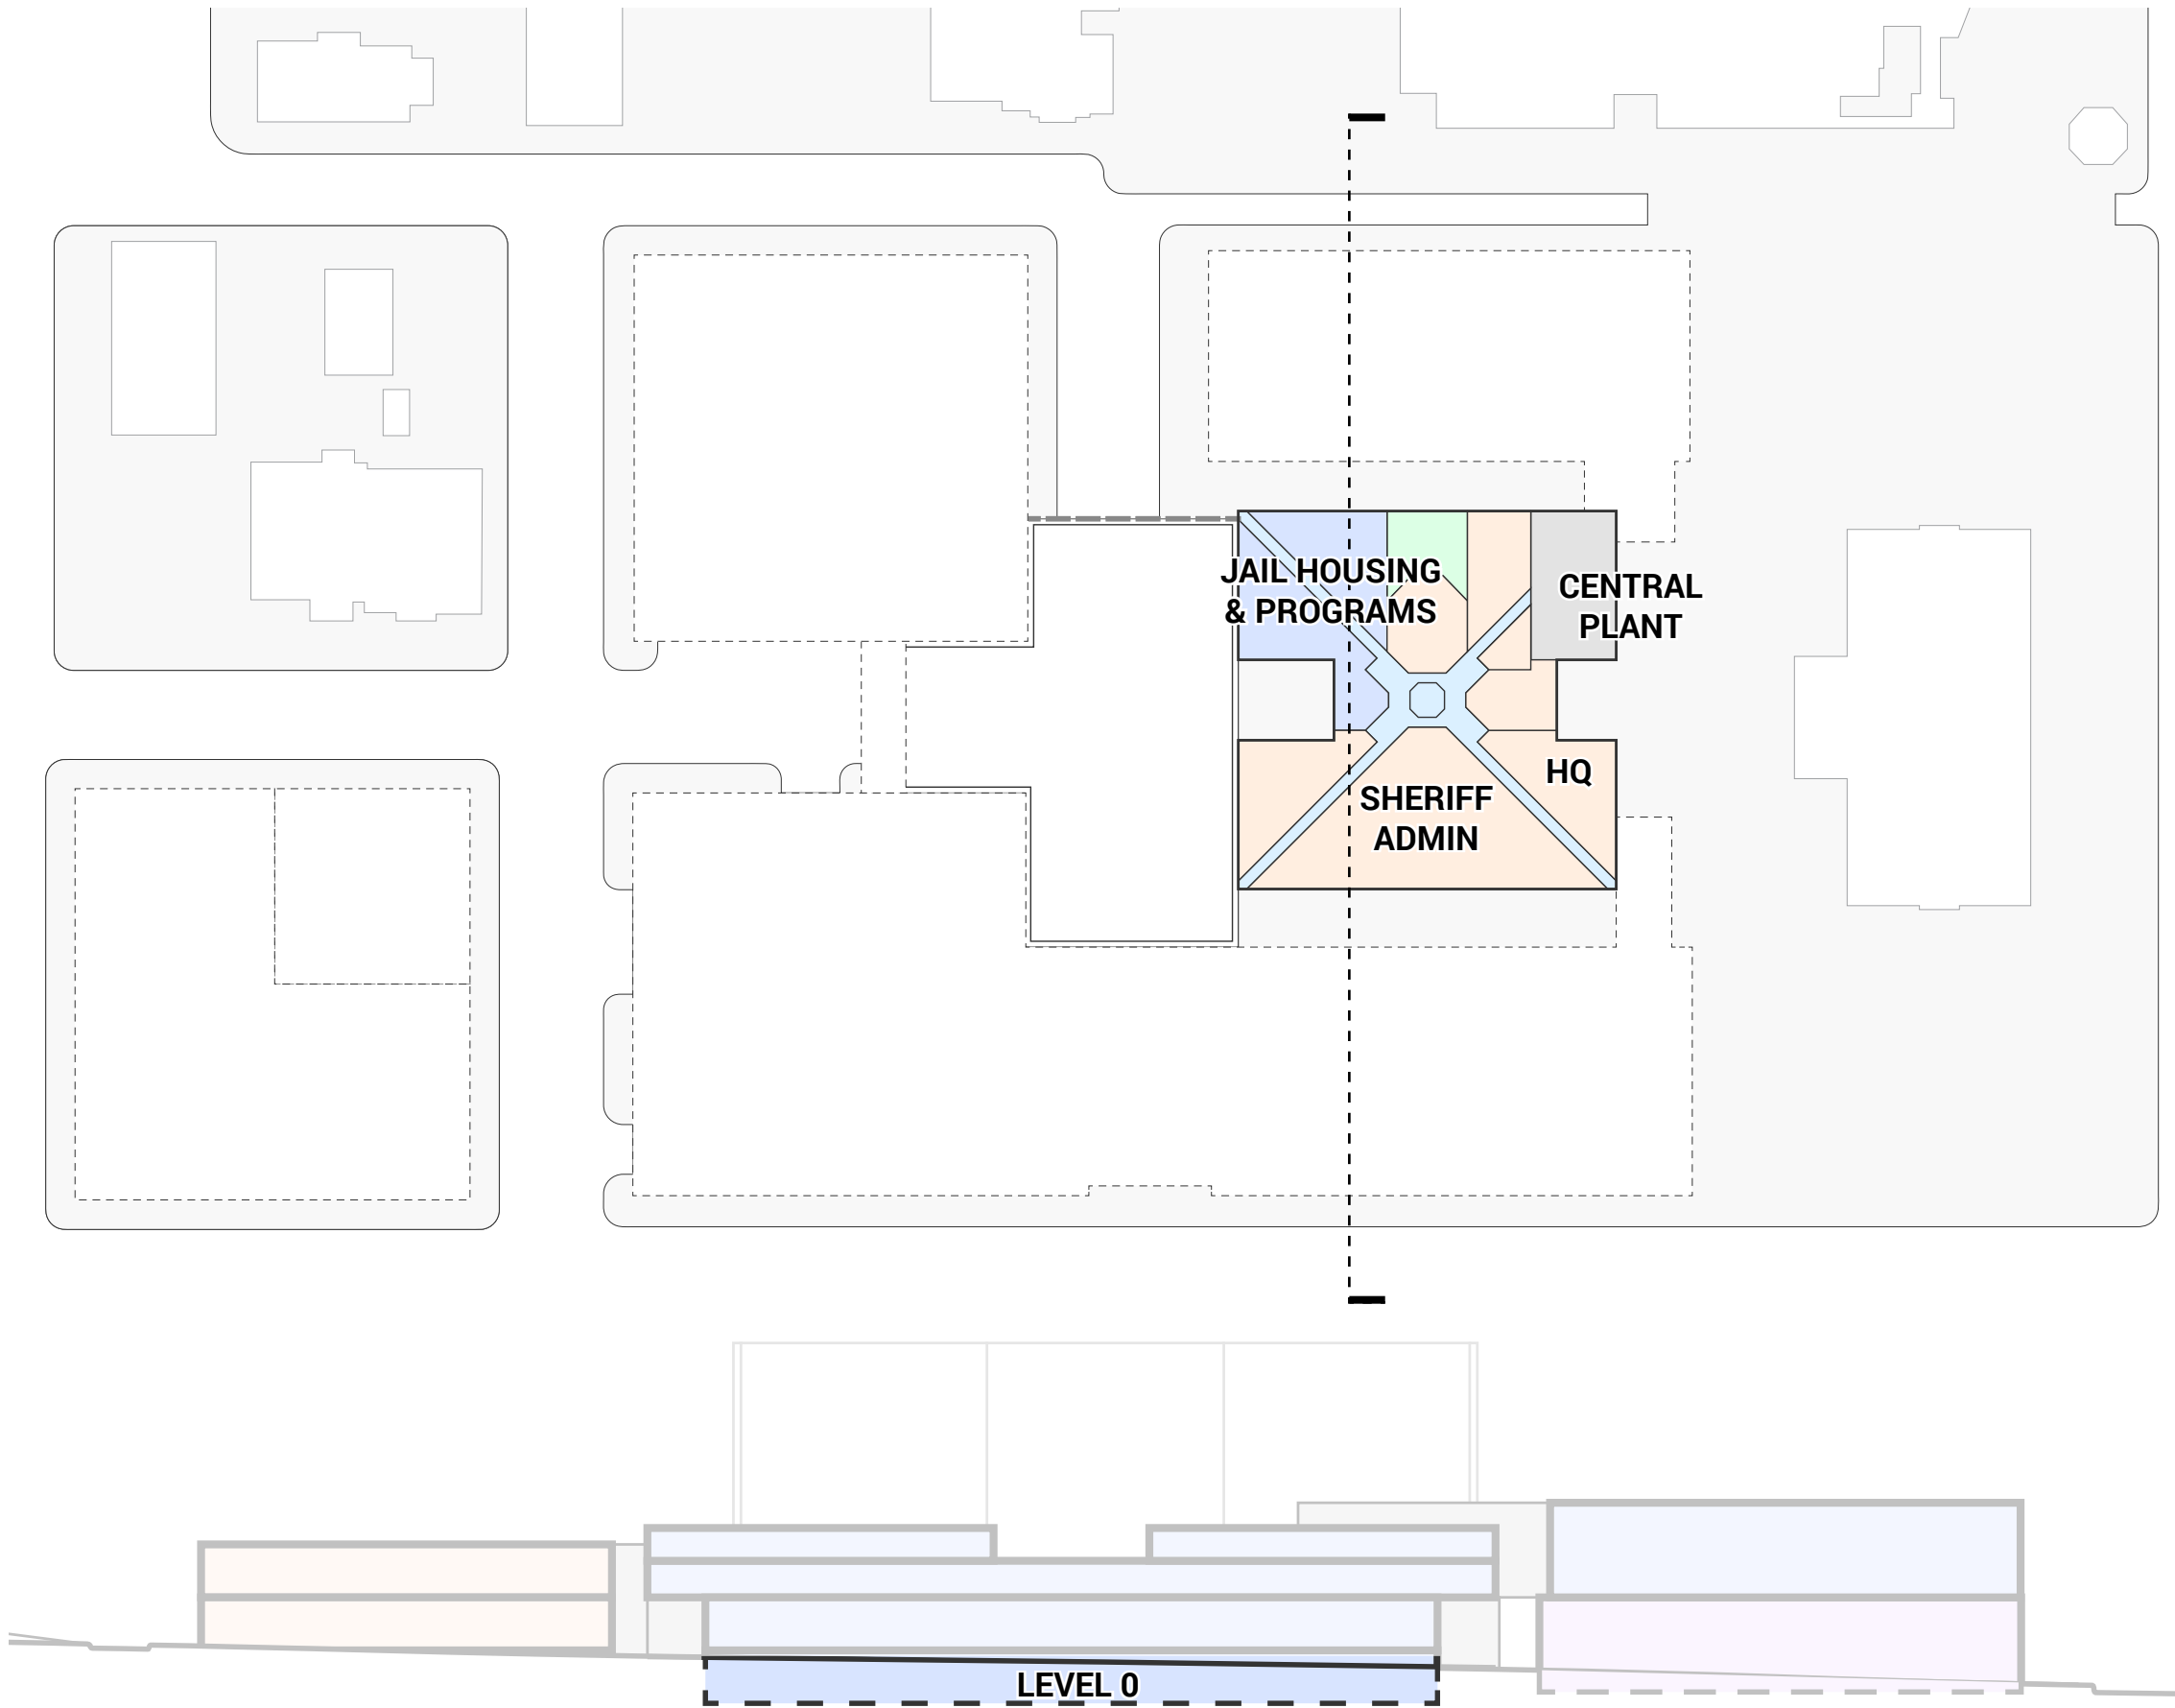 JAIL HOUSING
& PROGRAMS
CENTRAL
PLANT
HQ
SHERIFF
ADMIN
LEVEL 0